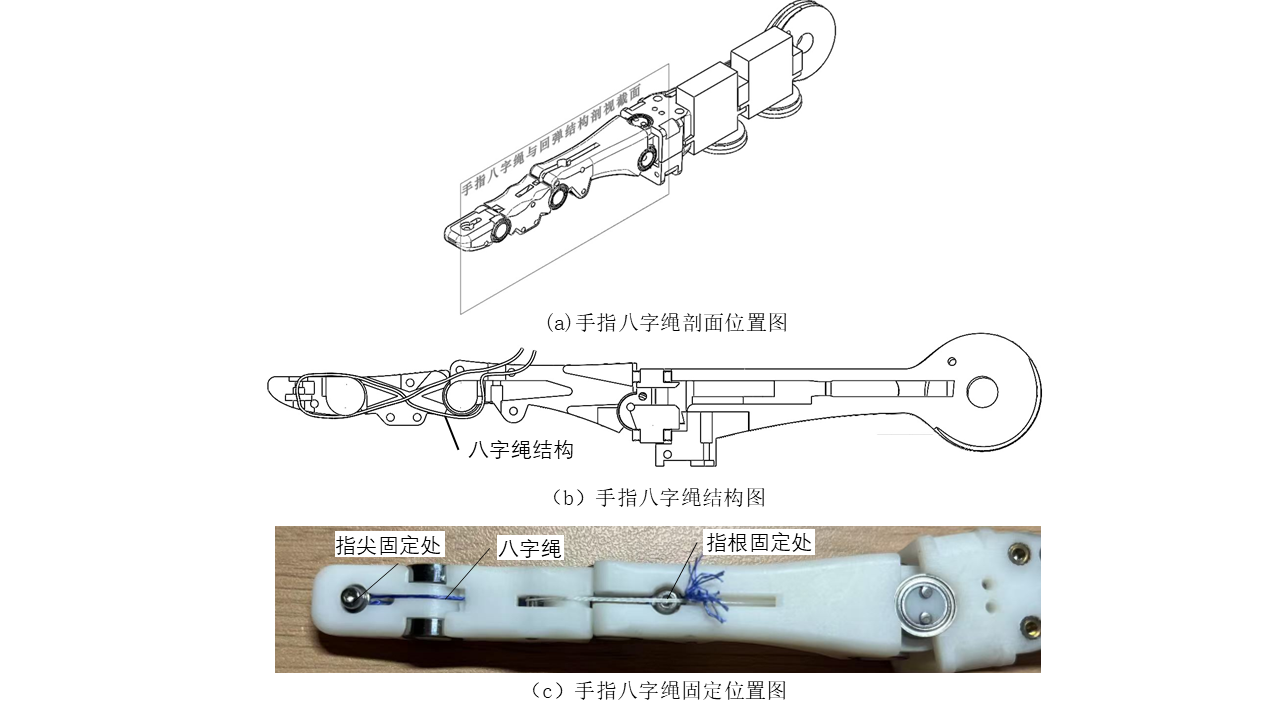 手指八字绳与回弹结构剖视截面
(a)手指八字绳剖面位置图
八字绳结构
（b）手指八字绳结构图
指尖固定处
八字绳
指根固定处
（c）手指八字绳固定位置图